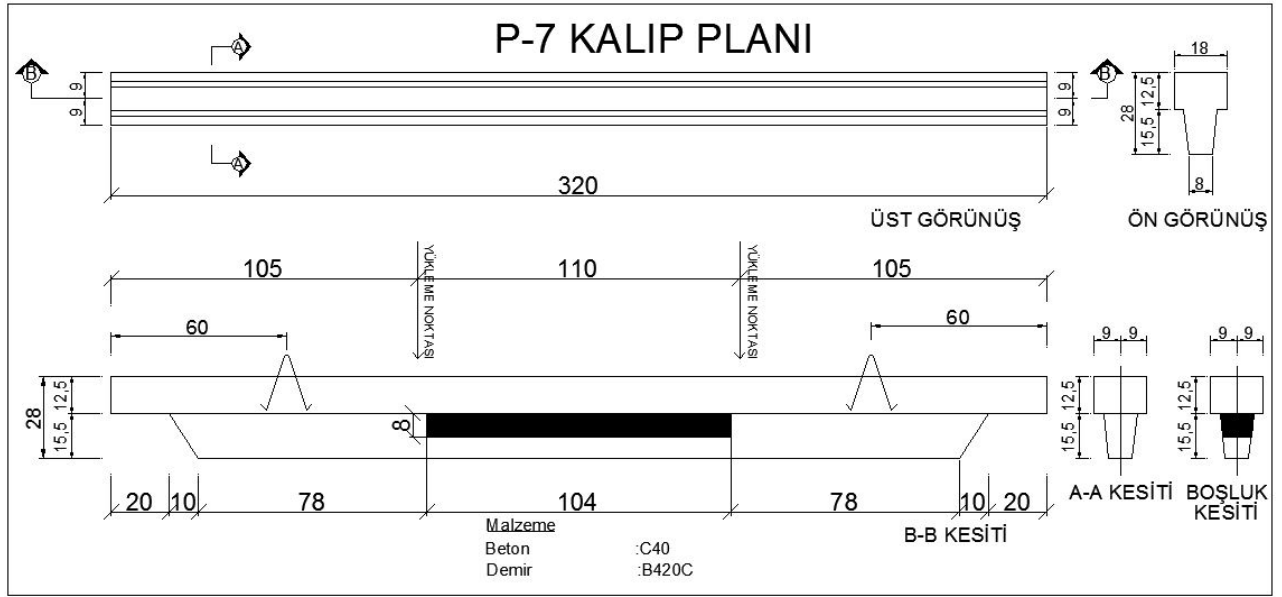 P-7 KALIP PLANI
A
B
B
18
9
9
9
9
28
12,5
15,5
8
A
320
ÜST GÖRÜNÜŞ
ÖN GÖRÜNÜŞ
105
YÜKLEME NOKTASI
110
YÜKLEME NOKTASI
105
60
60
9
9
9
9
28
12,5
15,5
8
12,5
15,5
12,5
15,5
20
10
78
104
78
10
20
A-A KESİTİ
BOŞLUK
KESİTİ
B-B KESİTİ
Malzeme
Beton :C40
Demir :B420C